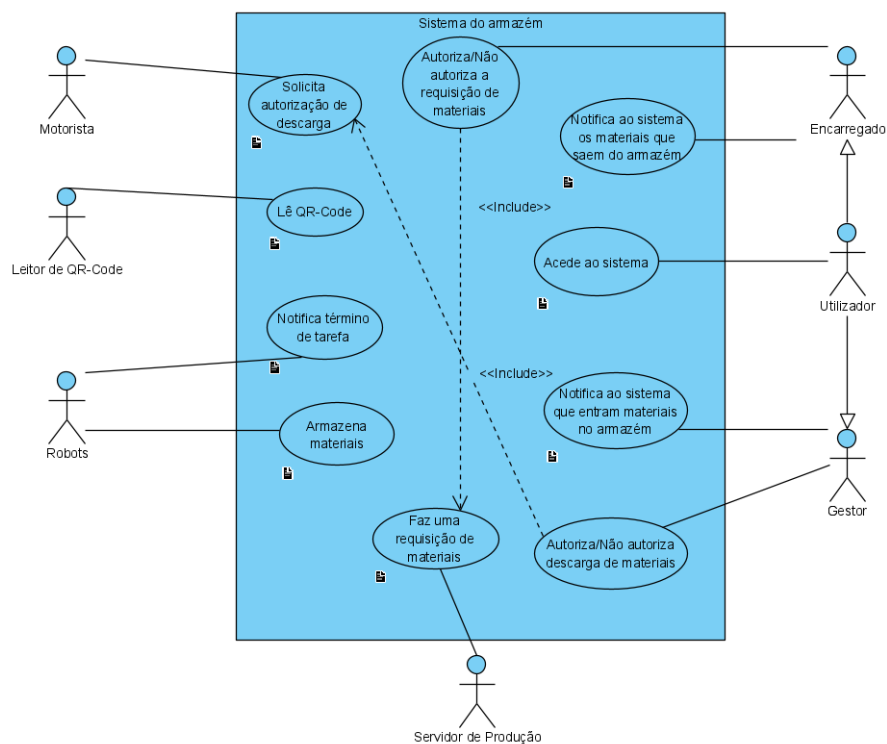 Sistema do armazém
Autoriza/Não
autoriza a
requisição de
materiais
Motorista
Solicita
autorização de
descarga
Encarregado
Notifica ao sistema
os materiais que
saem do armazém
Leitor de QR-Code
Lê QR-Code
<<Include>>
Acede ao sistema
Utilizador
Notifica término
de tarefa
<<Include>>
Robots
Armazena
materiais
Notifica ao sistema
que entram materiais
no armazém
Gestor
Faz uma
requisição de
materiais
Autoriza/Não autoriza
descarga de materiais
Servidor de Produção